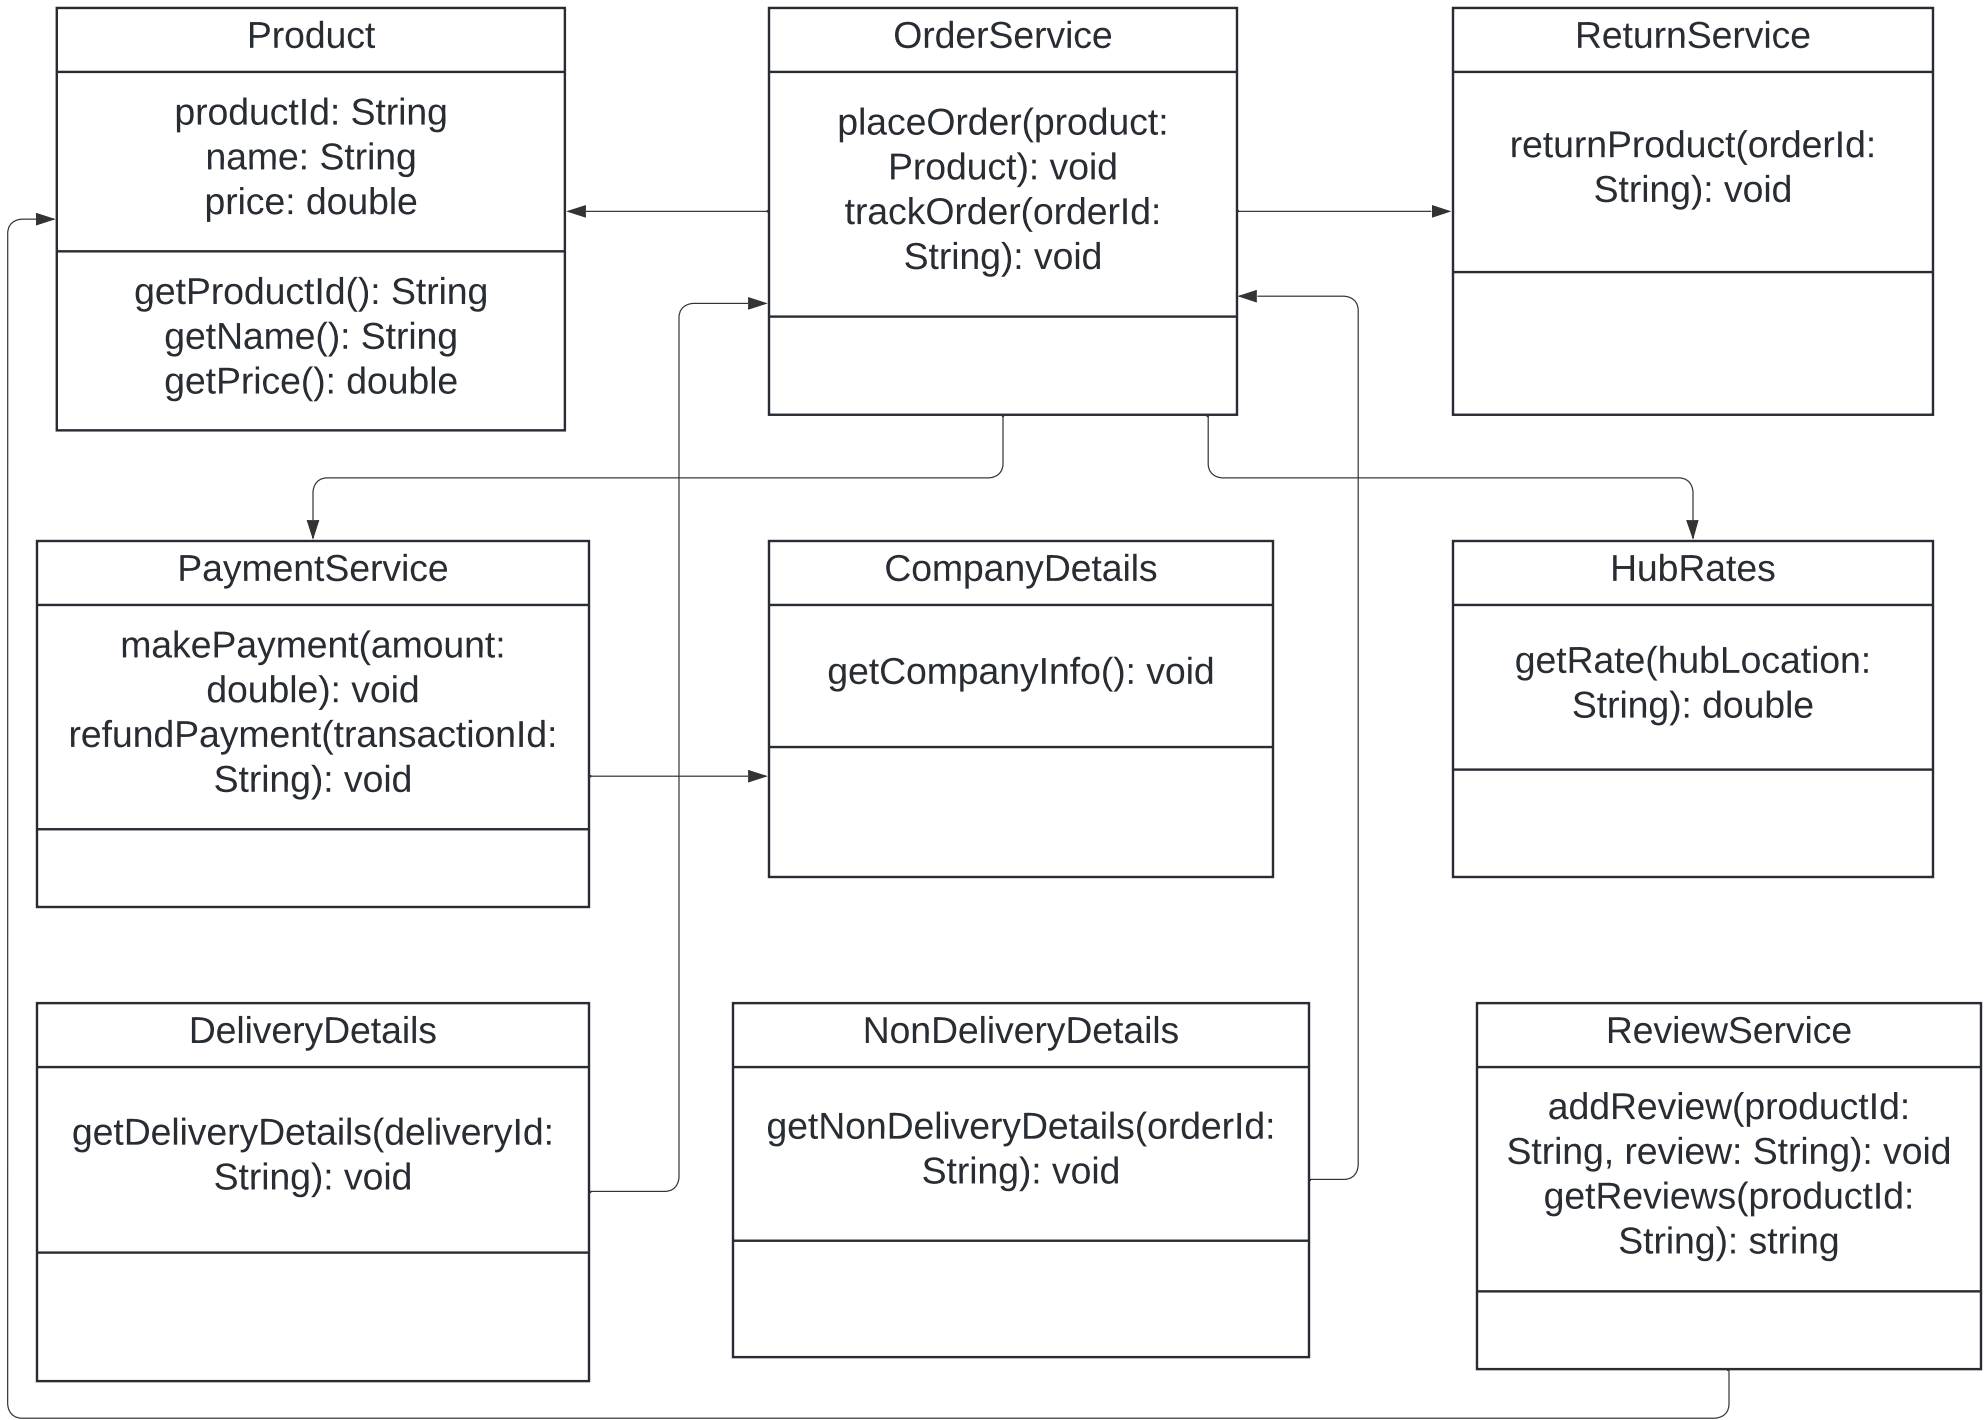 Product
productId: String
name: String
price: double
getProductId(): String
getName(): String
getPrice(): double
OrderService
placeOrder(product:
Product): void
trackOrder(orderId:
String): void
ReturnService
returnProduct(orderId:
String): void
PaymentService
makePayment(amount:
double): void
refundPayment(transactionId:
String): void
CompanyDetails
getCompanyInfo(): void
HubRates
getRate(hubLocation:
String): double
DeliveryDetails
getDeliveryDetails(deliveryId:
String): void
NonDeliveryDetails
getNonDeliveryDetails(orderId:
String): void
ReviewService
addReview(productId:
String, review: String): void
getReviews(productId:
String): string